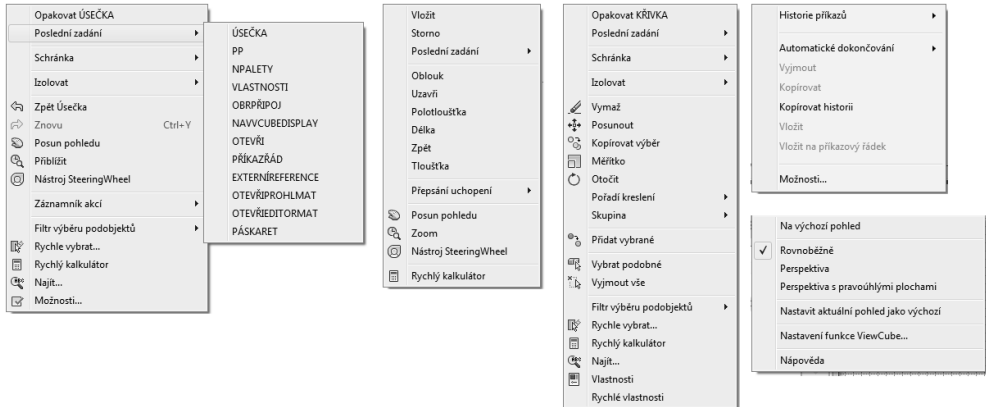 Opakovat ÚSEČKA
Poslední zadání
Schránka
Izolovat
Zpět Úsečka
Znovu Ctrl+Y
Posun pohledu
Přiblížit
Nástroj SteeringWheel
Záznamník akcí
Filtr výběru podobjektů
Rychle vybrat...
Rychlý kalkulátor
Najít...
Možnosti...
ÚSEČKA
PP
NPALETY
VLASTNOSTI
OBRPŘIPOJ
NAVVCUBEDISPLAY
OTEVŘI
PŘÍKAZŘÁD
EXTERNÍREFERENCE
OTEVŘIPROHLMAT
OTEVŘIEDITORMAT
PÁSKARET
Vložit
Storno
Poslední zadání
Oblouk
Uzavři
Polotloušťka
Délka
Zpět
Tloušťka
Přepsání uchopení
Posun pohledu
Zoom
Nástroj SteeringWheel
Rychlý kalkulátor
Opakovat KŘIVKA
Poslední zadání
Schránka
Izolovat
Vymaž
Posunout
Kopírovat výběr
Měřítko
Otočit
Pořadí kreslení
Skupina
Přidat vybrané
Vybrat podobné
Vyjmout vše
Filtr výběru podobjektů
Rychle vybrat...
Rychlý kalkulátor
Najít...
Vlastnosti
Rychlé vlastnosti
Historie příkazů
Automatické dokončování
Vyjmout
Kopírovat
Kopírovat historii
Vložit
Vložit na příkazový řádek
Možnosti...
Na výchozí pohled
Rovnoběžné
Perspektiva
Perspektiva s pravoúhlými plochami
Nastavit aktuální pohled jako výchozí
Nastavení funkce ViewCube...
Nápověda